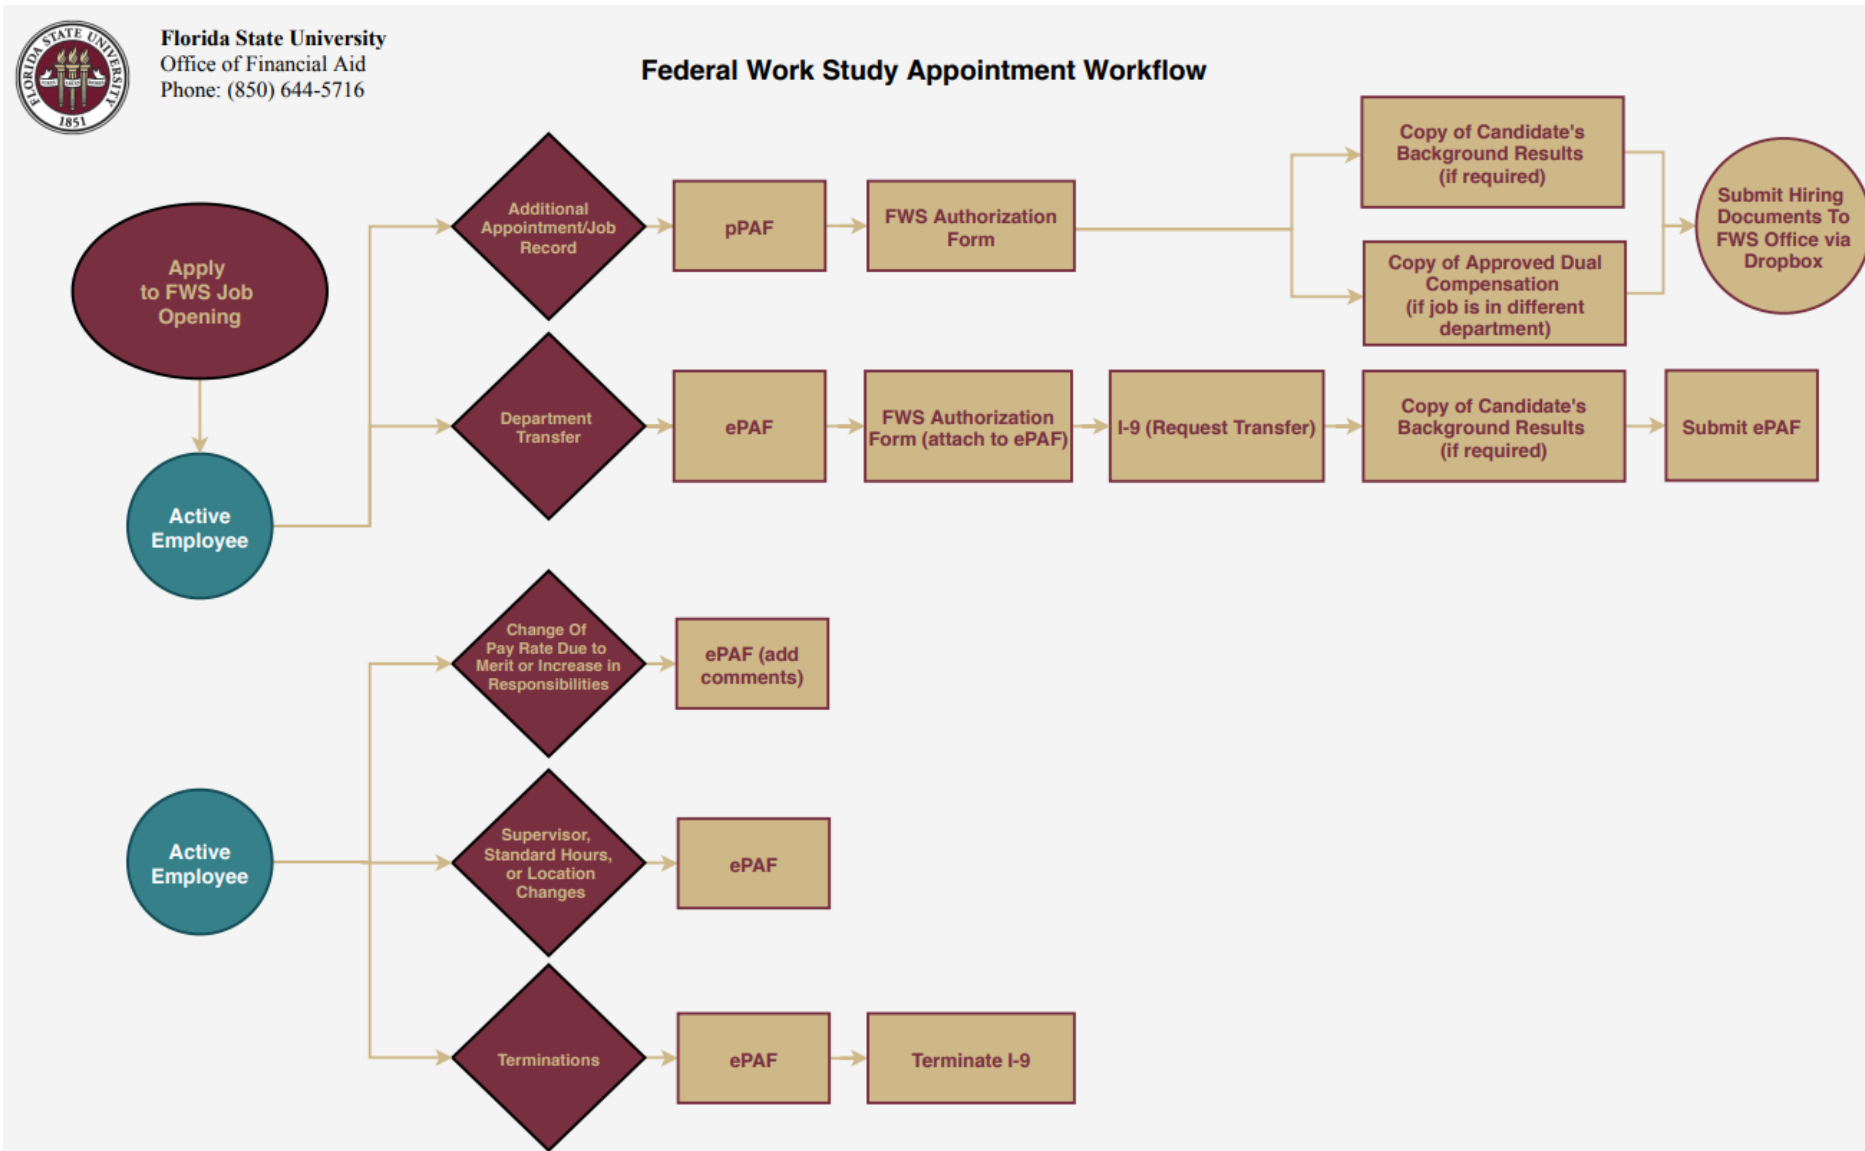 FLORIDA STATE UNIVERSITY
1851
Florida State University
Office of Financial Aid
Phone: (850) 644-5716
Federal Work Study Appointment Workflow
Apply
to FWS Job
Opening
Active
Employee
Additional
Appointment/Job
Record
pPAF
FWS Authorization
Form
Copy of Candidate's
Background Results
(if required)
Copy of Approved Dual
Compensation
(if job is in different
department)
Submit Hiring
Documents To
FWS Office via
Dropbox
Department
Transfer
ePAF
FWS Authorization
Form (attach to ePAF)
I-9 (Request Transfer)
Copy of Candidate's
Background Results
(if required)
Submit ePAF
Active
Employee
Change Of
Pay Rate Due to
Merit or Increase in
Responsibilities
ePAF (add
comments)
Supervisor,
Standard Hours,
or Location
Changes
ePAF
Terminations
ePAF
Terminate I-9